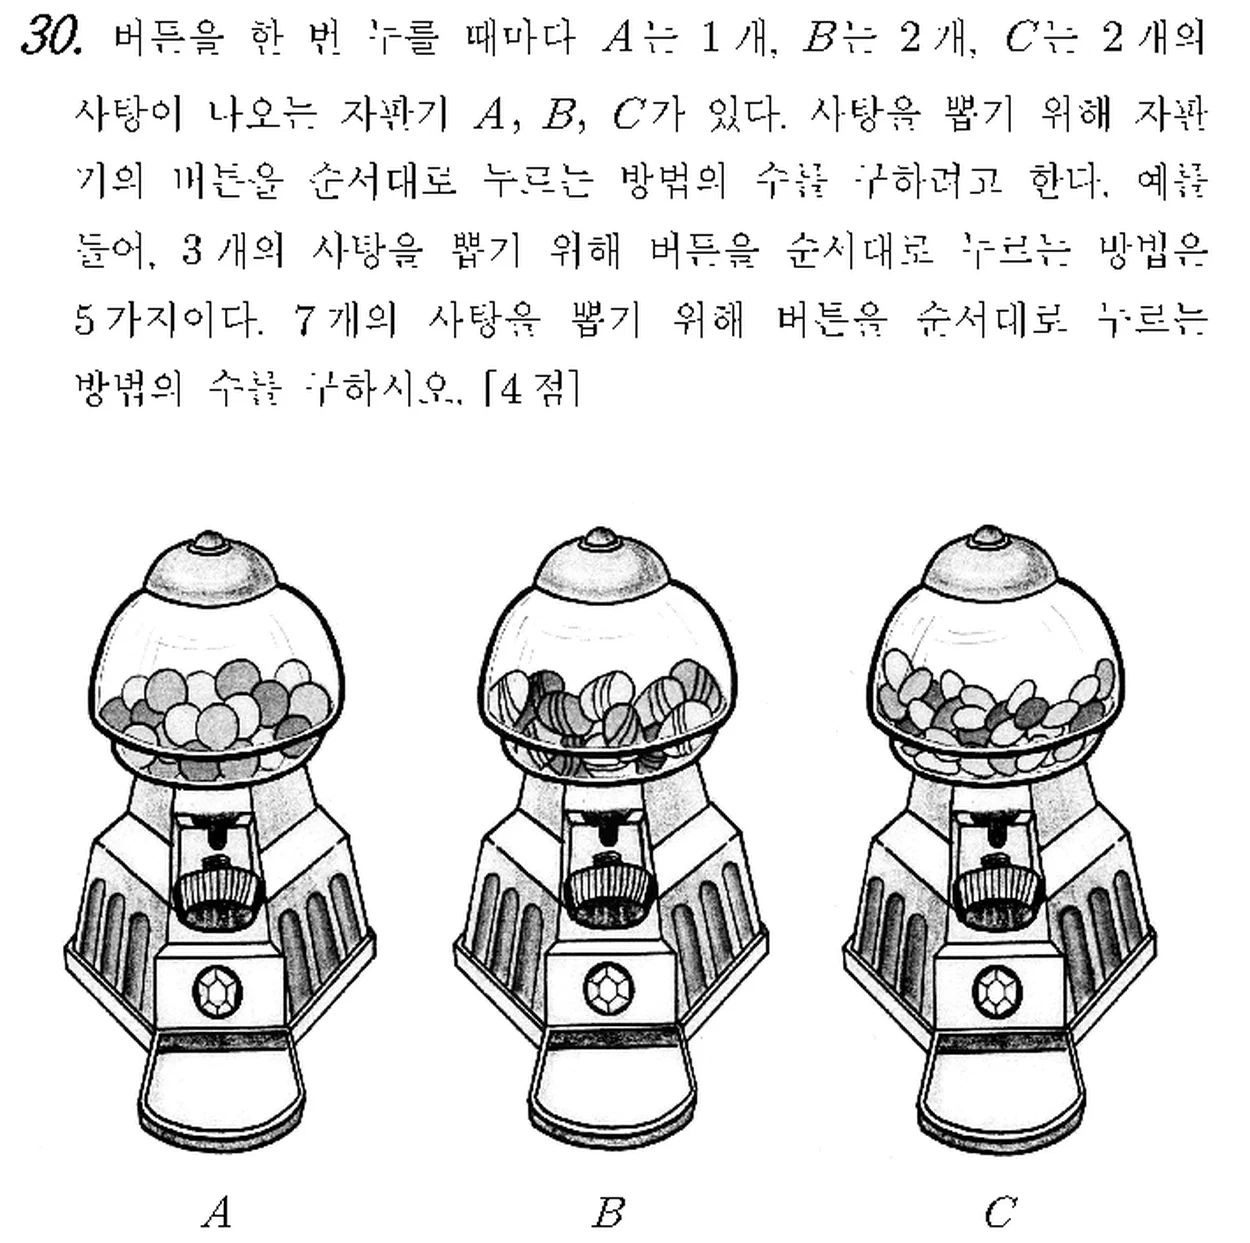 30. 버튼을 한 번 누를 때마다 A는 1개, B는 2개, C는 2개의
사탕이 나오는 자판기 A, B, C가 있다. 사탕을 뽑기 위해 자판
기의 버튼을 순서대로 누르는 방법의 수를 구하려고 한다. 예를
들어, 3개의 사탕을 뽑기 위해 버튼을 순서대로 누르는 방법은
5가지이다. 7개의 사탕을 뽑기 위해 버튼을 순서대로 누르는
방법의 수를 구하시오. [4점]
A B C